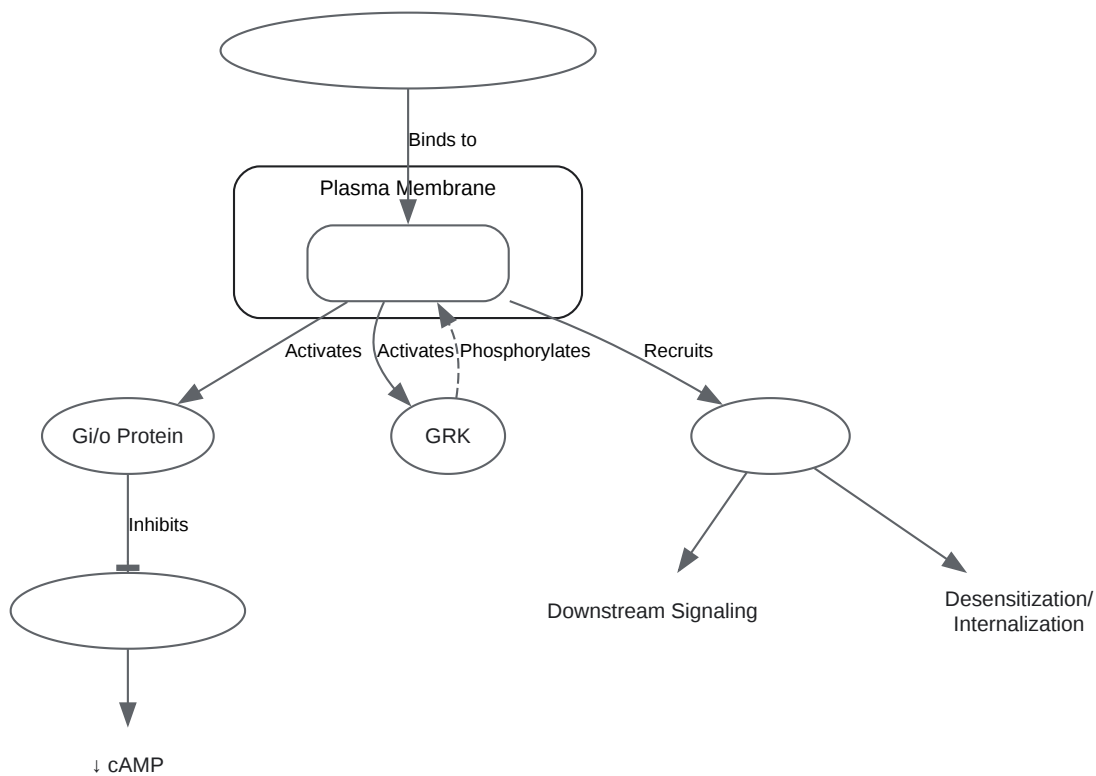 Binds to
Plasma Membrane
Activates
Activates
Phosphorylates
Recruits
Gi/o Protein
GRK
Inhibits
Downstream Signaling
Desensitization/
Internalization
↓ cAMP